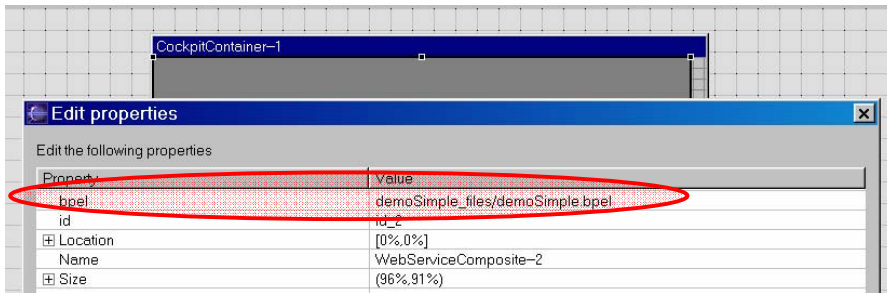 CockpitContainer–1
Edit properties
Edit the following properties
Property Value
bpel demoSimple_files/demoSimple.bpel
id id_2
Location [0%,0%]
Name WebServiceComposite–2
Size (96%,91%)